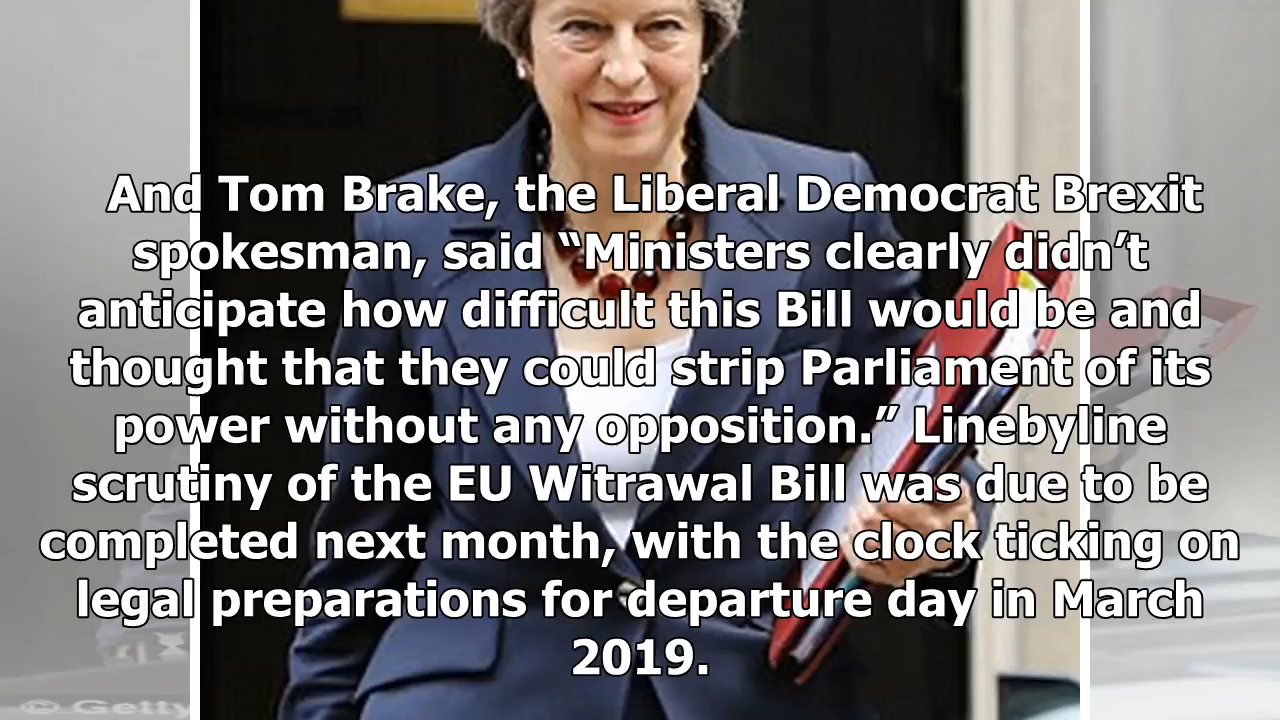 And Tom Brake, the Liberal Democrat Brexit
spokesman, said “Ministers clearly didn’t
anticipate how difficult this Bill would be and
thought that they could strip Parliament of its
power without any opposition.” Linebyline
scrutiny of the EU Witrawal Bill was due to be
completed next month, with the clock ticking on
legal preparations for departure day in March
2019.
© Getty